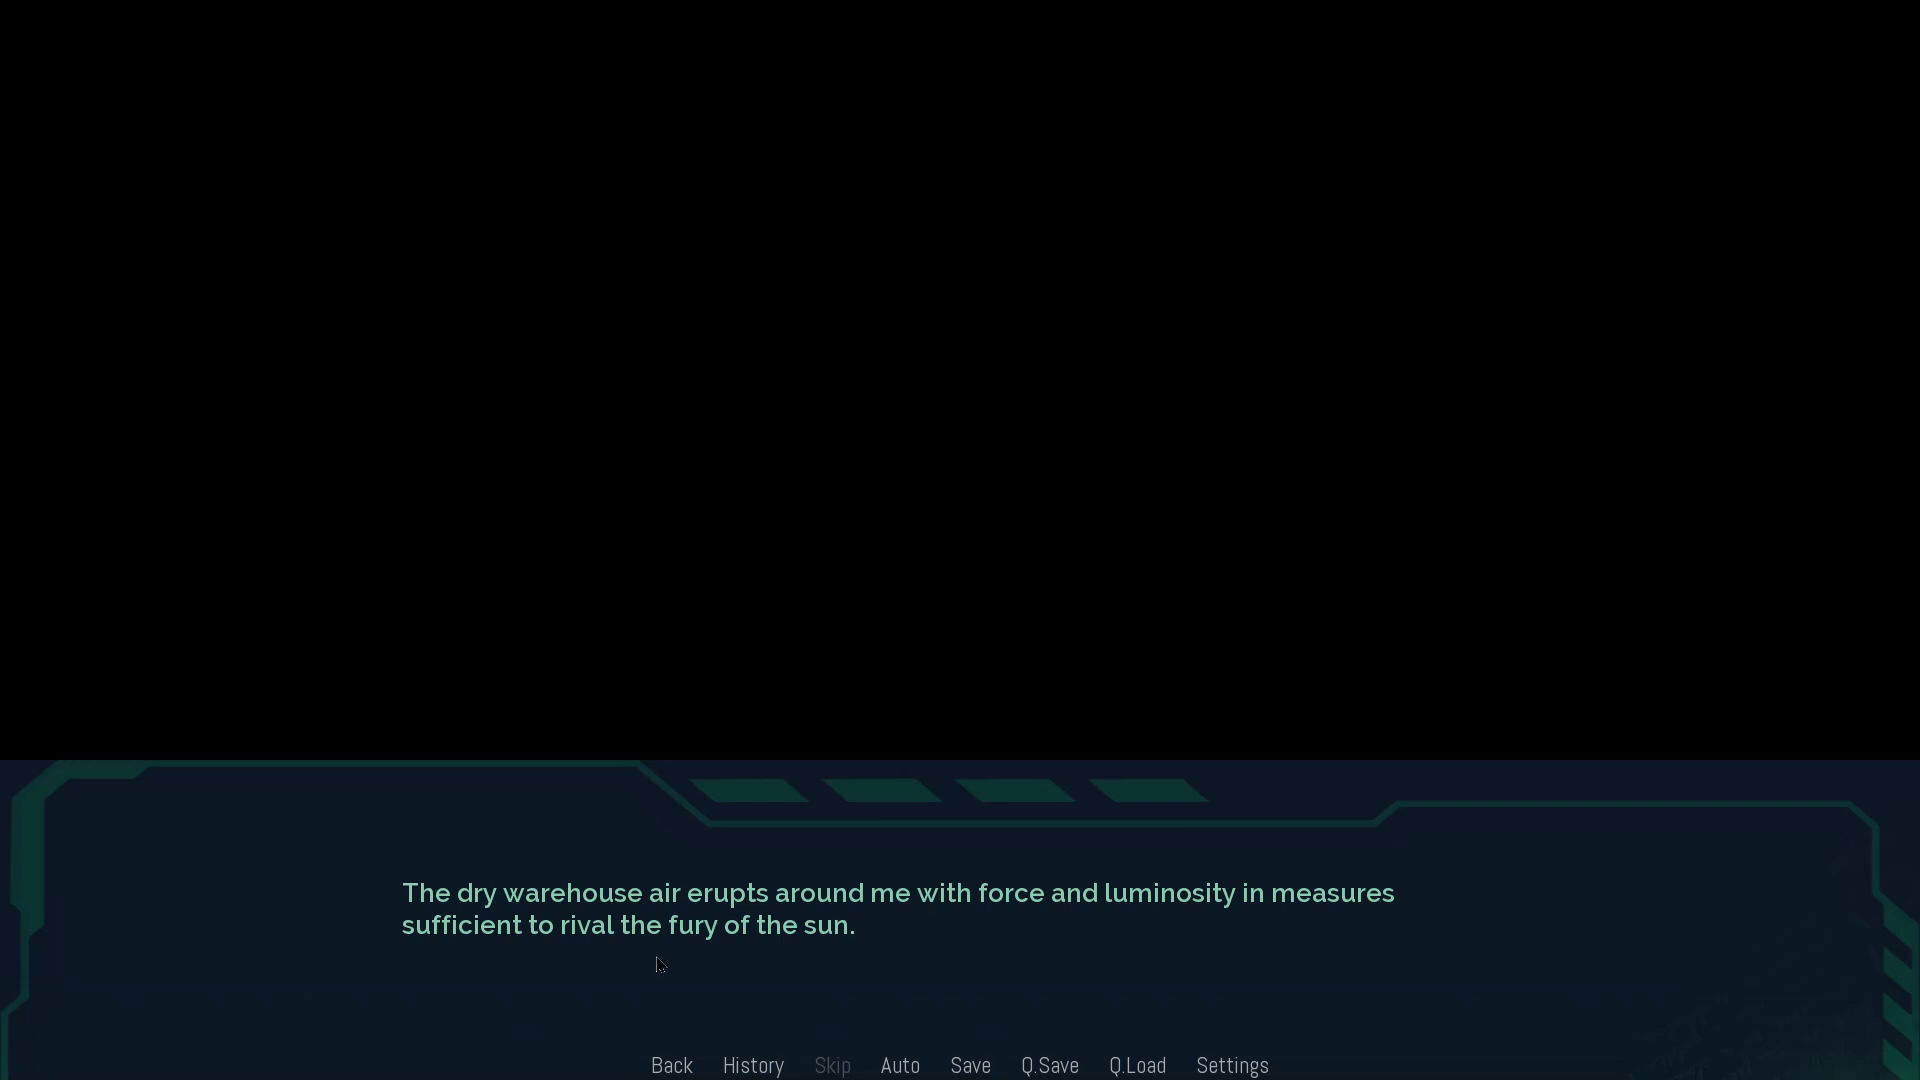 The dry warehouse air erupts around me with force and luminosity in measures
sufficient to rival the fury of the sun.
Back History Skip Auto Save Q.Save Q.Load Settings